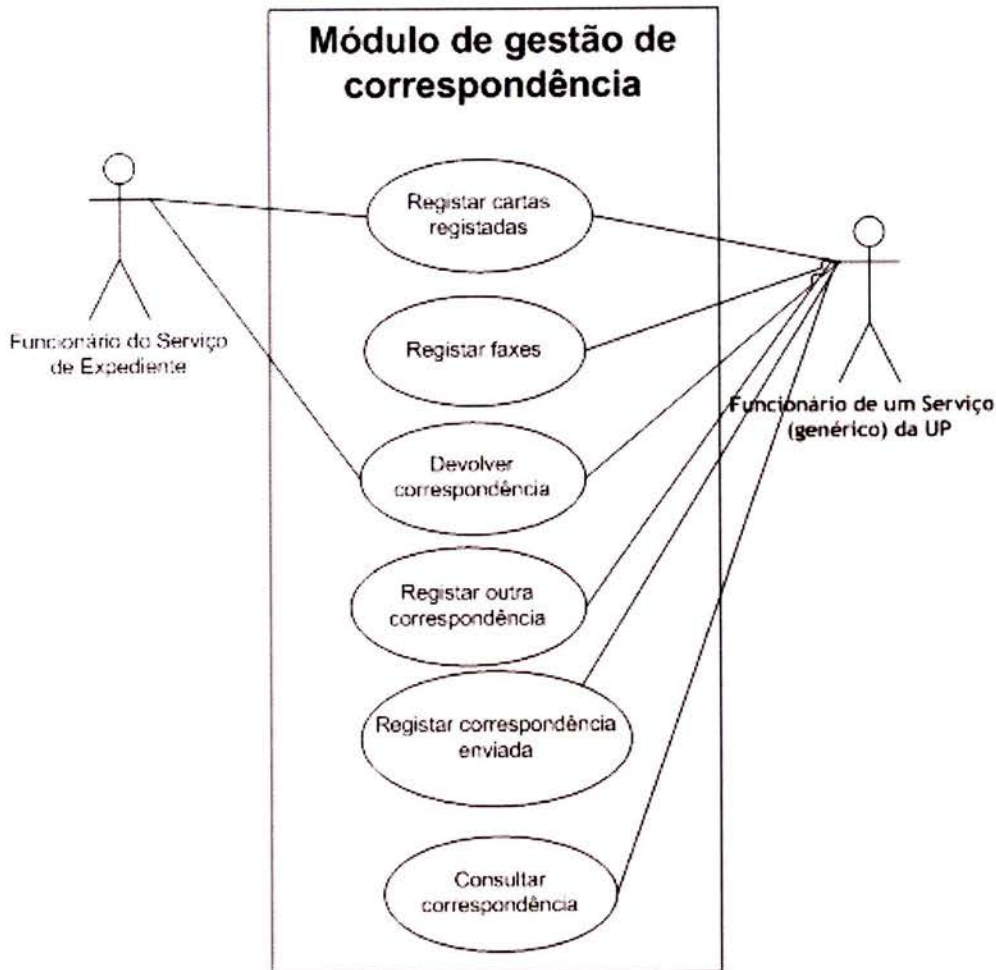 Módulo de gestão de
correspondência
Registar cartas
registadas
Funcionário do Serviço
de Expediente
Registar faxes
Funcionário de um Serviço
(genérico) da UP
Devolver
correspondência
Registar outra
correspondência
Registar correspondência
enviada
Consultar
correspondência